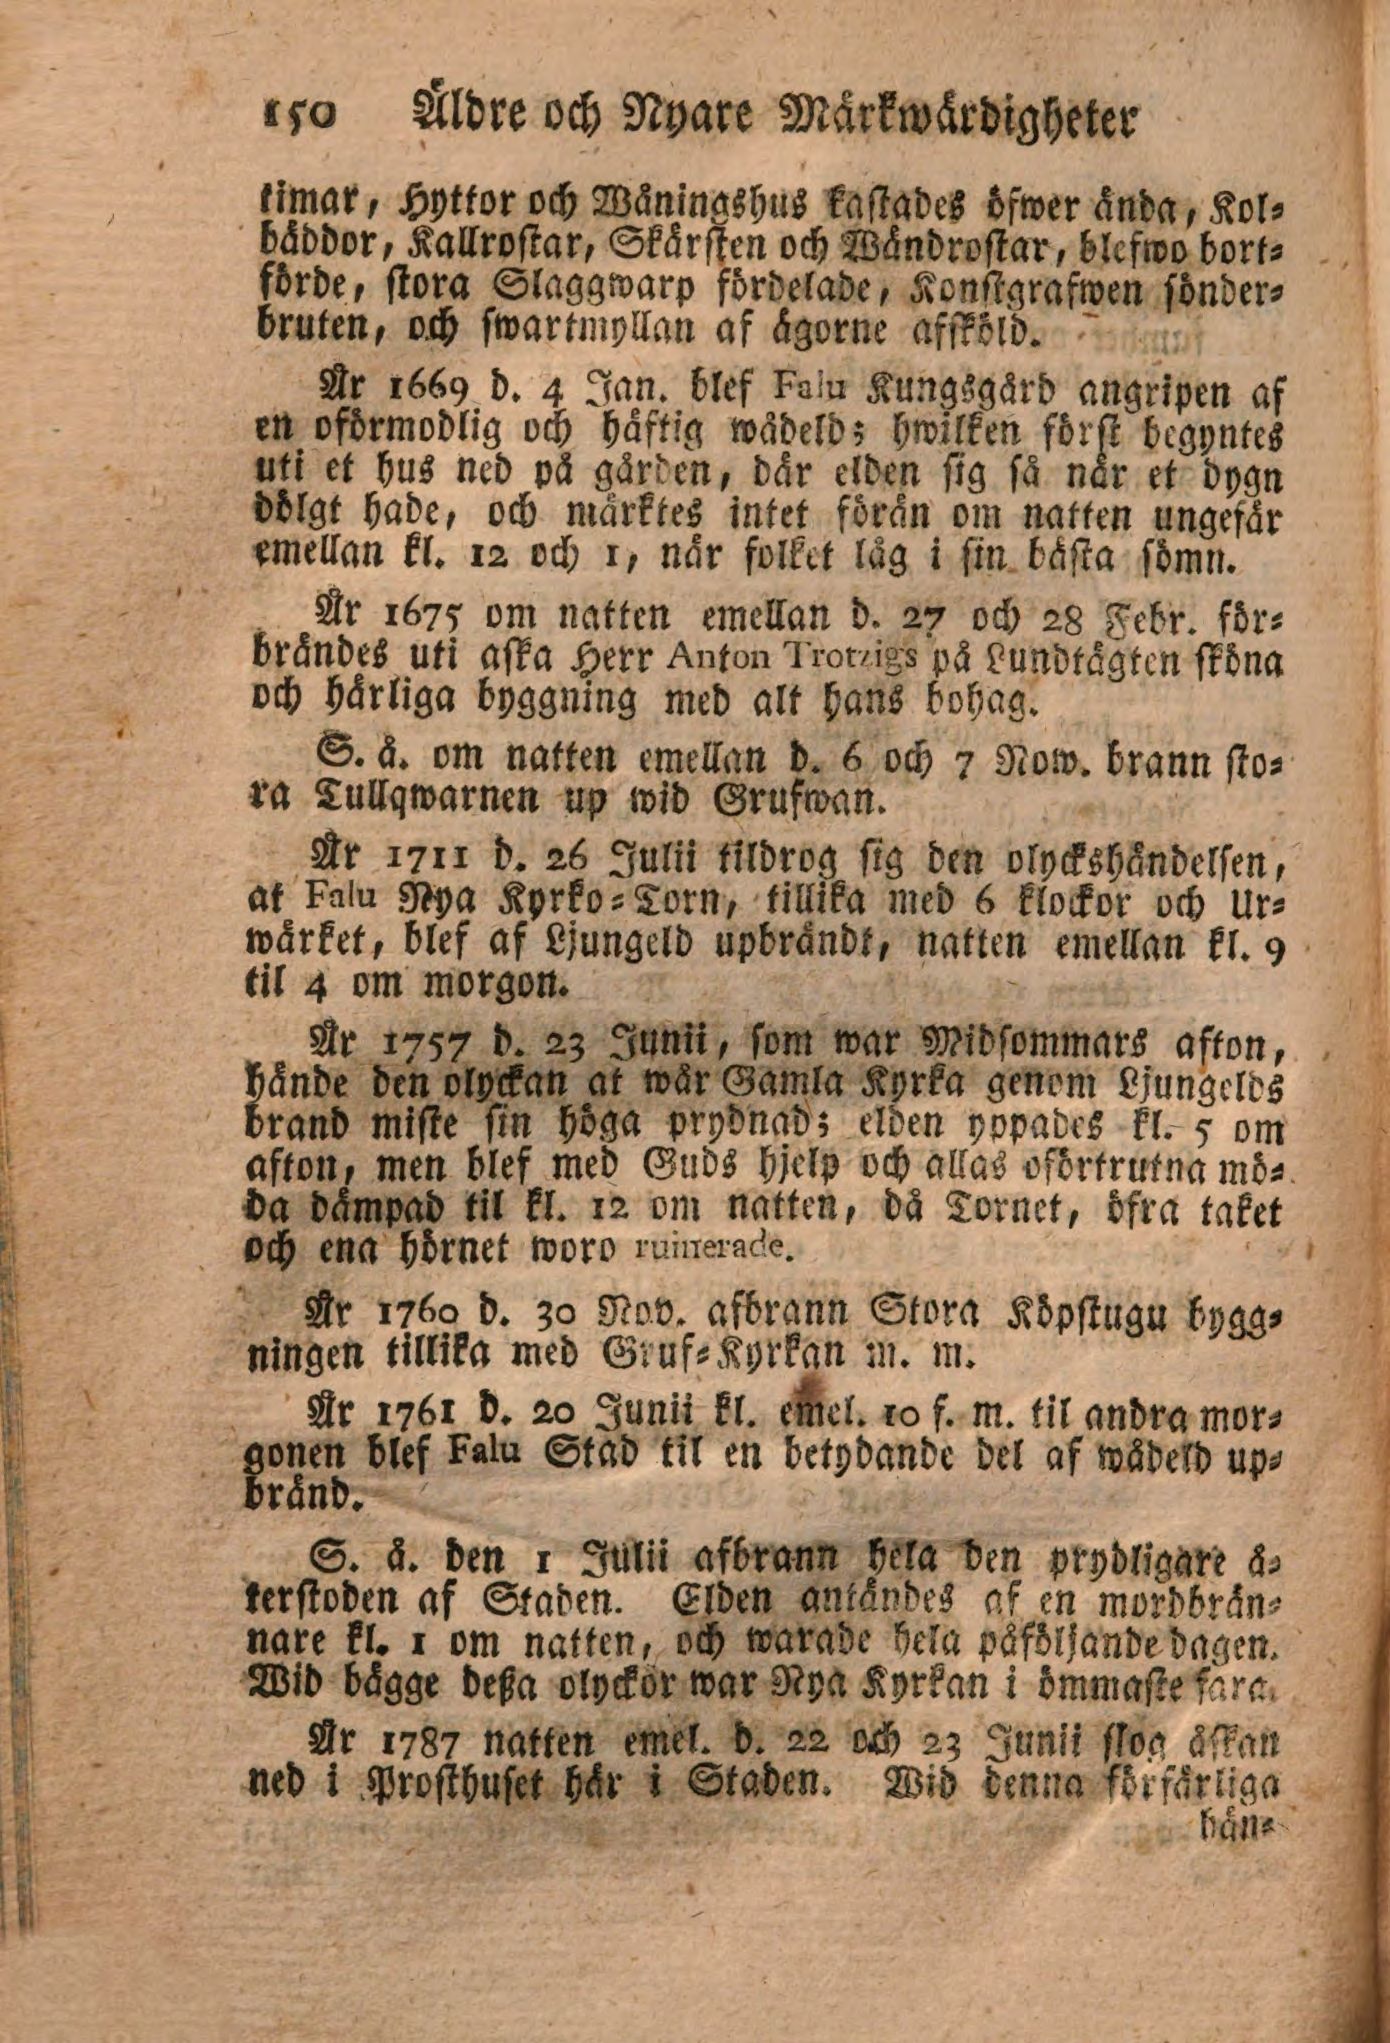 150 Äldre och Nyare Märkwärdigheter
timar, Hyttor och Wåningshus kastades öfwer ända, Kol-
bäddor, Kallrostar, Skärsten och Wändrostar, blefwo bort-
förde, stora Slaggwarp fördelade, Konstgrafwen sönder-
bruten, och swartmyllan af ägorne afsköld.
År 1669 d. 4 Jan. blef Falu Kungsgård angripen af
en oförmodlig och häftig wådeld; hwilken först begyntes
uti et hus ned på gården, där elden sig så när et dygn
dölgt hade, och märktes intet förän om natten ungefär
emellan kl. 12 och 1, når folket låg i sin bästa sömn.
År 1675 om natten emellan d. 27 och 28 Febr. för-
brändes uti aska Herr Anton Trotzigs på Lundtägten sköna
och härliga byggning med alt hans bohag.
S. å. om natten emellan d. 6 och 7 Now. brann sto-
ra Tullqwarnen up wid Grufwan.
År 1711 d. 26 Julii tildrog sig den olyckshändelsen,
at Falu Nya Kyrko-Torn, tillika med 6 klockor och Ur-
wärket, blef af Ljungeld upbrändt, natten emellan kl. 9
til 4 om morgon.
År 1757 d. 23 Junii, som war Midsommars afton,
hände den olyckan at wår Gamla Kyrka genom Ljungelds
brand miste sin höga prydnad; elden yppades kl. 5 om
afton, men blef med Guds hjelp och allas oförtrutna mö-
da dämpad til kl. 12 om natten, då Tornet, öfra taket
och ena hörnet woro ruinerade.
År 1760 d. 30 Nov. afbrann Stora Köpstugu bygg-
ningen tillika med Gruf-Kyrkan m. m.
År 1761 d. 20 Junii kl. emel. 10 f. m. til andra mor-
gonen blef Falu Stad til en betydande del af wådeld up-
bränd.
S. å. den 1 Julii afbrann hela den prydligare å-
terstoden af Staden. Elden antändes af en mordbrän-
nare kl. 1 om natten, och warade hela påföljande dagen.
Wid bägge deßa olyckor war Nya Kyrkan i ömmaste fara.
År 1787 natten emel. d. 22 och 23 Junii slog åskan
ned i Prosthuset här i Staden. Wid denna förfärliga
hän-